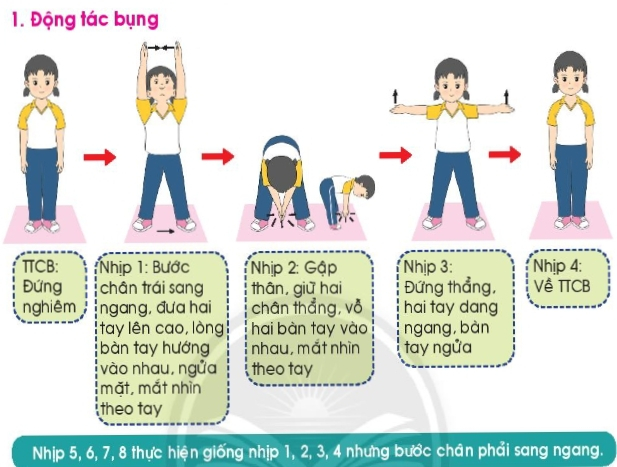 1. Động tác bụng
TTCB:
Đứng
nghiêm
Nhịp 1: Bước
chân trái sang
ngang, đưa hai
tay lên cao, lòng
bàn tay hướng
vào nhau, ngửa
mặt, mắt nhìn
theo tay
Nhịp 2: Gập
thân, giữ hai
chân thẳng, vỗ
hai bàn tay vào
nhau, mắt nhìn
theo tay
Nhịp 3:
Đứng thẳng,
hai tay dang
ngang, bàn
tay ngửa
Nhịp 4:
Về TTCB
Nhịp 5, 6, 7, 8 thực hiện giống nhịp 1, 2, 3, 4 nhưng bước chân phải sang ngang.